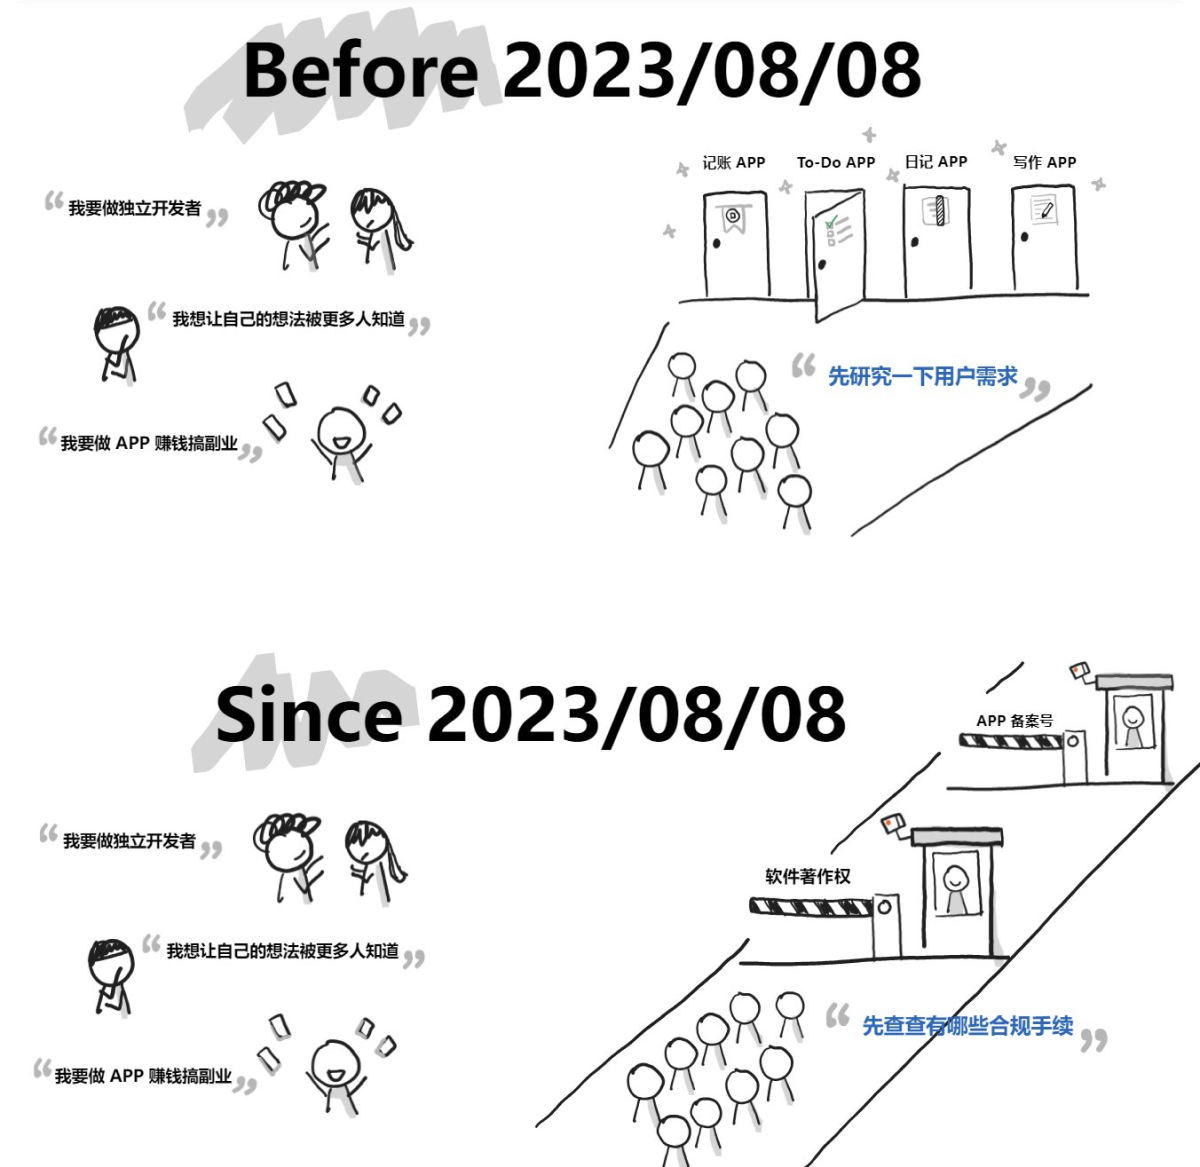 Before 2023/08/08
记账 APP
To-Do APP
日记 APP
写作 APP
“我要做独立开发者”
“我想让自己的想法被更多人知道”
“先研究一下用户需求”
“我要做 APP 赚钱搞副业”
Since 2023/08/08
APP 备案号
“我要做独立开发者”
软件著作权
“我想让自己的想法被更多人知道”
“先查查有哪些合规手续”
“我要做 APP 赚钱搞副业”